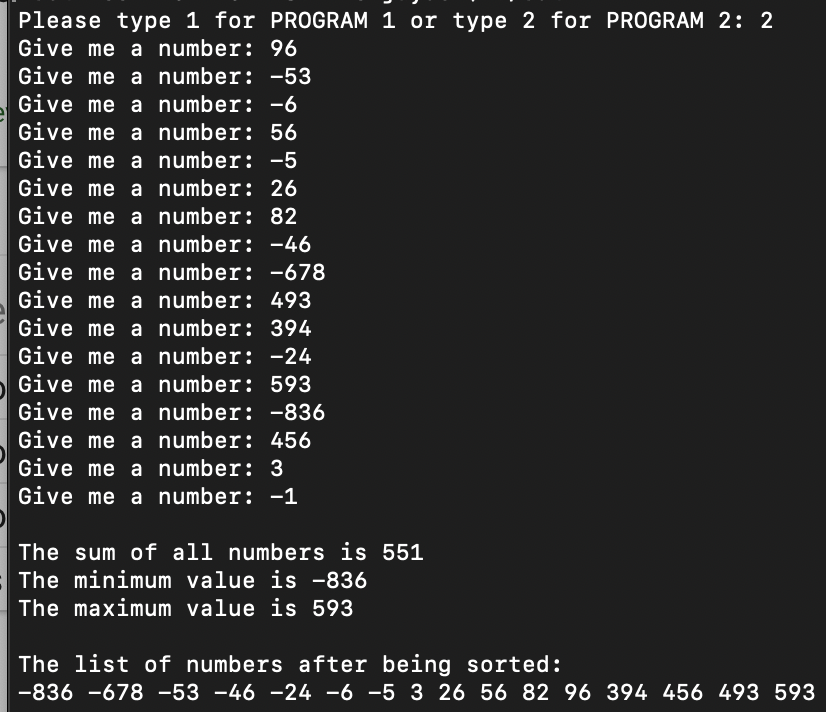 Please type 1 for PROGRAM 1 or type 2 for PROGRAM 2: 2
Give me a number: 96
Give me a number: -53
Give me a number: -6
Give me a number: 56
Give me a number: -5
Give me a number: 26
Give me a number: 82
Give me a number: -46
Give me a number: -678
Give me a number: 493
Give me a number: 394
Give me a number: -24
Give me a number: 593
Give me a number: -836
Give me a number: 456
Give me a number: 3
Give me a number: -1
The sum of all numbers is 551
The minimum value is -836
The maximum value is 593
The list of numbers after being sorted:
-836 -678 -53 -46 -24 -6 -5 3 26 56 82 96 394 456 493 593